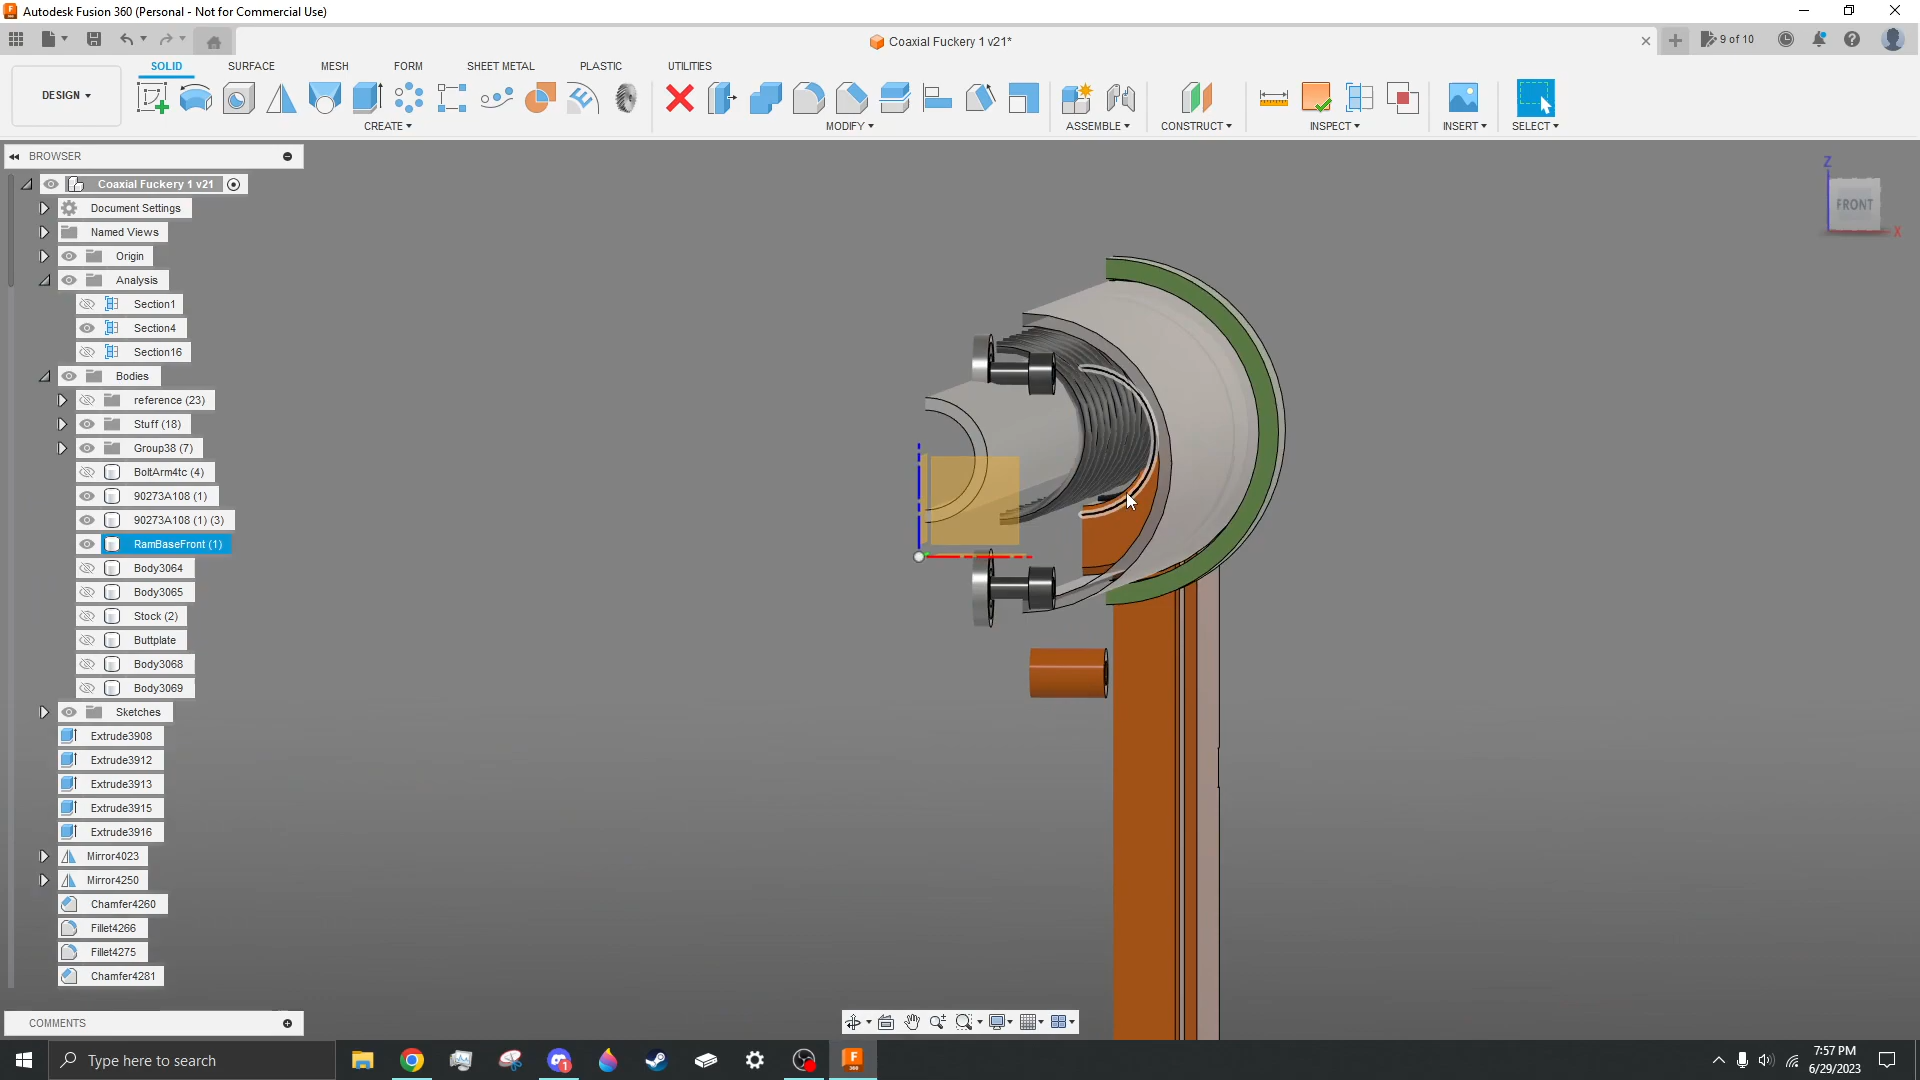 Autodesk Fusion 360 (Personal - Not for Commercial Use)
Coaxial Fuckery 1 v21*
9 of 10
DESIGN
SOLID
SURFACE
MESH
FORM
SHEET METAL
PLASTIC
UTILITIES
CREATE
MODIFY
ASSEMBLE
CONSTRUCT
INSPECT
INSERT
SELECT
BROWSER
Coaxial Fuckery 1 v21
Document Settings
Named Views
Origin
Analysis
Section1
Section4
Section16
Bodies
reference (23)
Stuff (18)
Group38 (7)
BoltArm4tc (4)
90273A108 (1)
90273A108 (1) (3)
RamBaseFront (1)
Body3064
Body3065
Stock (2)
Buttplate
Body3068
Body3069
Sketches
Extrude3908
Extrude3912
Extrude3913
Extrude3915
Extrude3916
Mirror4023
Mirror4250
Chamfer4260
Fillet4266
Fillet4275
Chamfer4281
Z
FRONT
X
COMMENTS
Type here to search
7:57 PM
6/29/2023